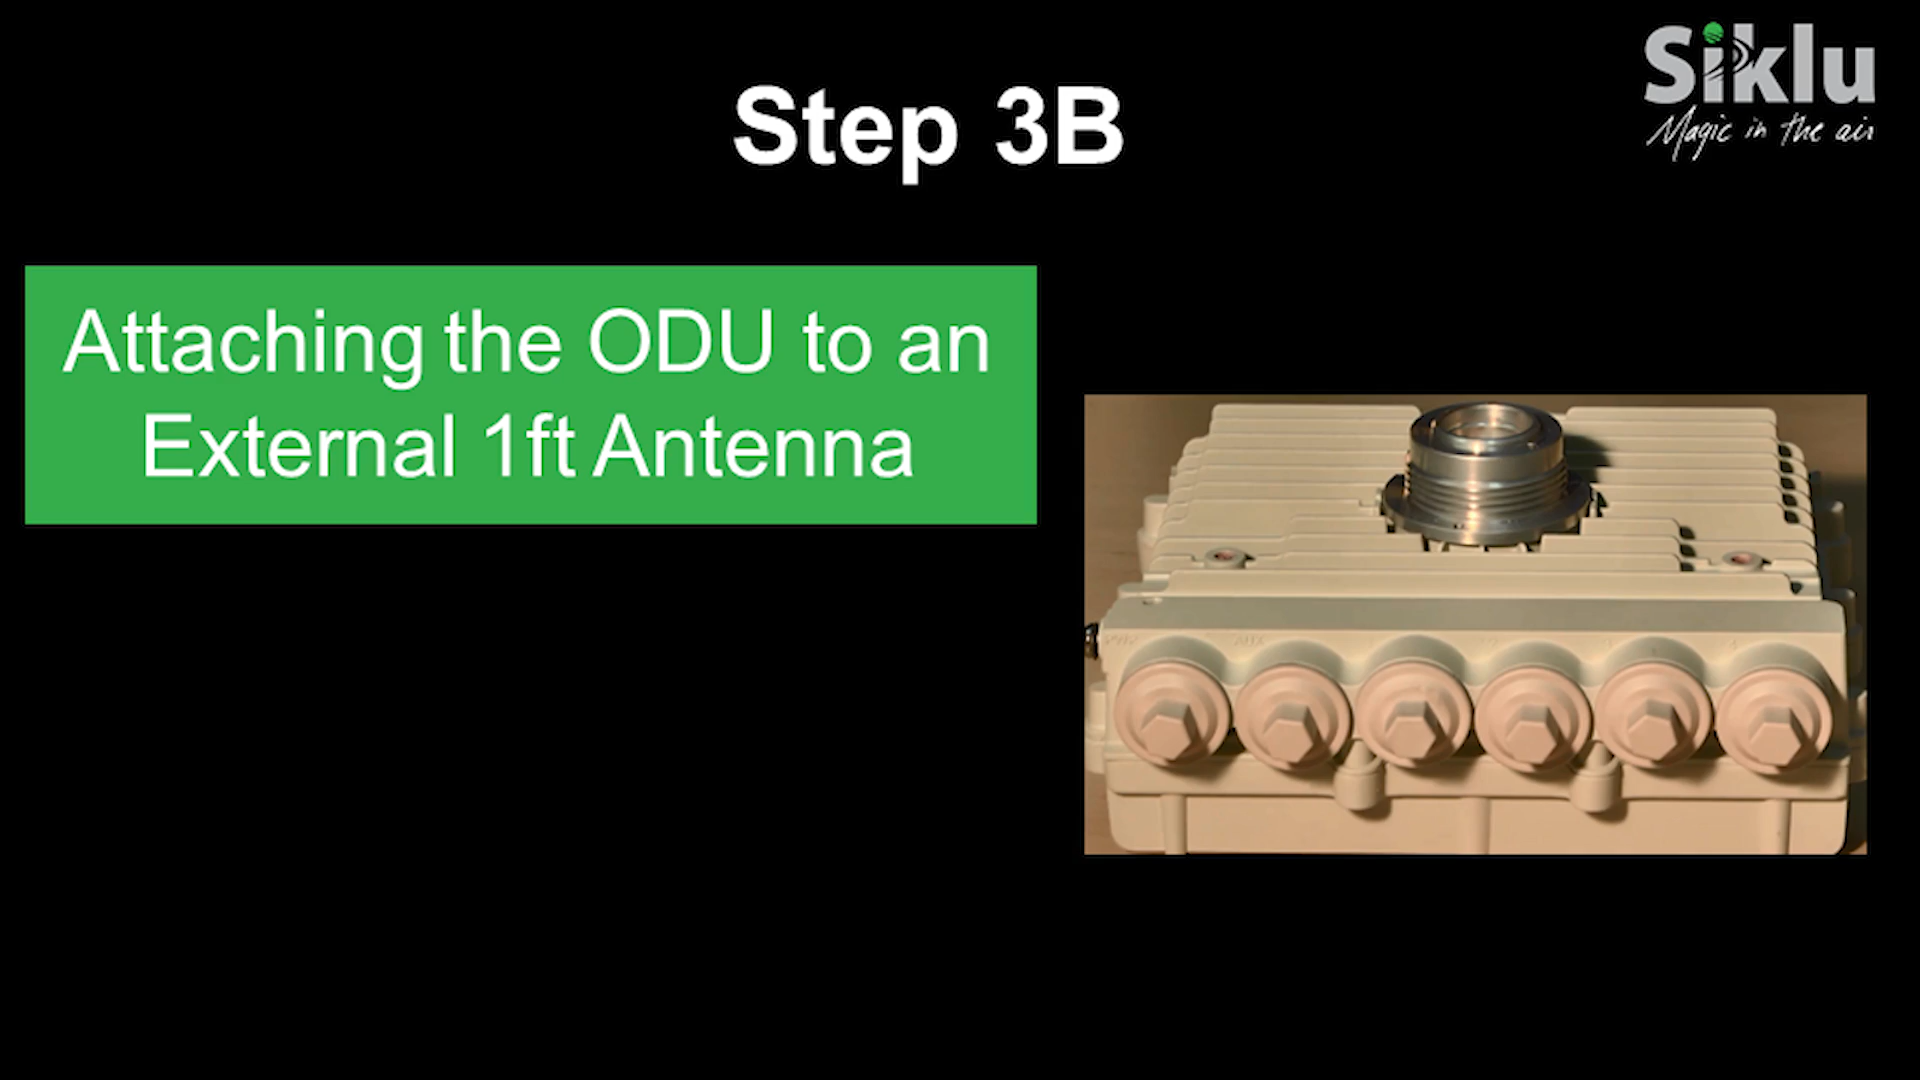 Siklu
Magic in the air
Step 3B
Attaching the ODU to an
External 1ft Antenna